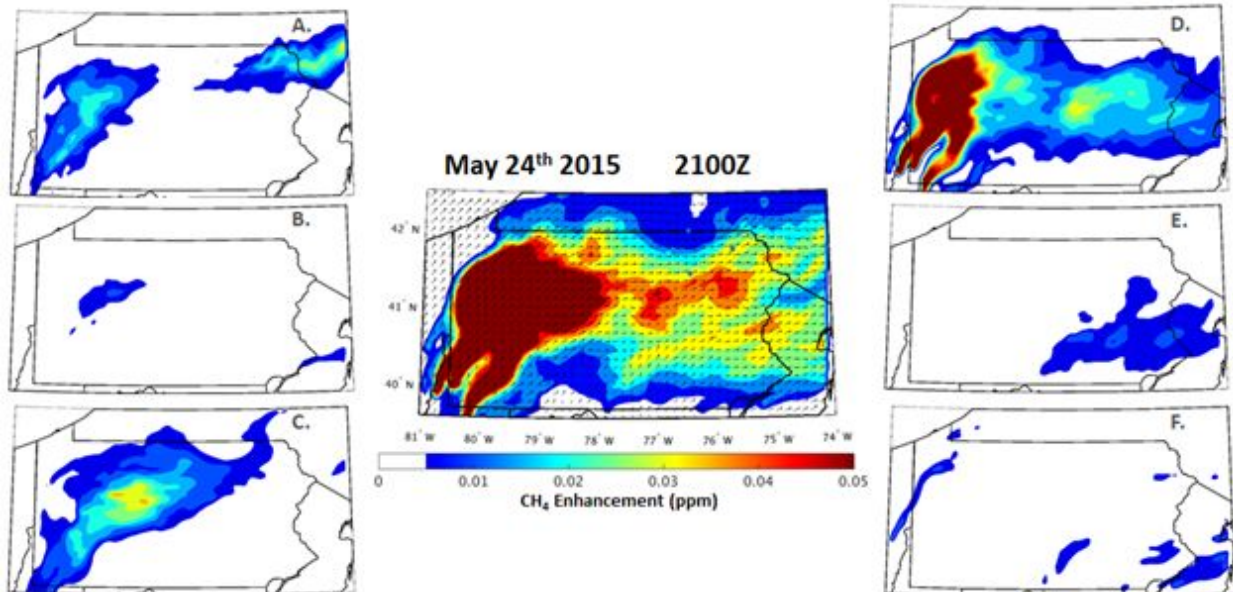 A.
D.
May 24th 2015 2100Z
B.
E.
42° N
41° N
40° N
C.
F.
81° W 80° W 79° W 78° W 77° W 76° W 75° W 74° W
0 0.01 0.02 0.03 0.04 0.05
CH₄ Enhancement (ppm)